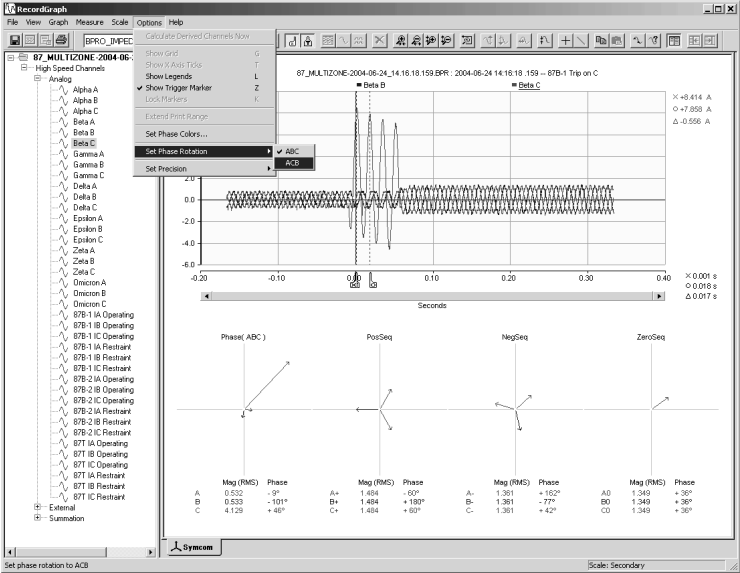 RecordGraph
File View Graph Measure Scale Options Help
BPRO_IMPED
Calculate Derived Channels Now
Show Grid G
Show X Axis Ticks T
Show Legends L
Show Trigger Marker Z
Lock Markers K
Extend Print Range
Set Phase Colors...
Set Phase Rotation
ABC
ACB
Set Precision
87_MULTIZONE-2004-06-
High Speed Channels
Analog
Alpha A
Alpha B
Alpha C
Beta A
Beta B
Beta C
Gamma A
Gamma B
Gamma C
Delta A
Delta B
Delta C
Epsilon A
Epsilon B
Epsilon C
Zeta A
Zeta B
Zeta C
Omicron A
Omicron B
Omicron C
87B-1 IA Operating
87B-1 IB Operating
87B-1 IC Operating
87B-1 IA Restraint
87B-1 IB Restraint
87B-1 IC Restraint
87B-2 IA Operating
87B-2 IB Operating
87B-2 IC Operating
87B-2 IA Restraint
87B-2 IB Restraint
87B-2 IC Restraint
87T IA Operating
87T IB Operating
87T IC Operating
87T IA Restraint
87T IB Restraint
87T IC Restraint
External
Summation
87_MULTIZONE-2004-06-24_14.16.18.159.BPR : 2004-06-24 14:16:18 .159 -- 87B-1 Trip on C
Beta B Beta C
×+8.414 A
O+7.858 A
Δ-0.556 A
2.0
0.0
-2.0
-4.0
-6.0
-0.20 -0.10 0.00 0.10 0.20 0.30 0.40
×0.001 s
O0.018 s
Δ0.017 s
Seconds
Phase( ABC ) PosSeq NegSeq ZeroSeq
Mag (RMS) Phase Mag (RMS) Phase Mag (RMS) Phase Mag (RMS) Phase
A 0.532 - 9° A+ 1.484 - 60° A- 1.361 + 162° A0 1.349 + 36°
B 0.533 - 101° B+ 1.484 + 180° B- 1.361 - 77° B0 1.349 + 36°
C 4.129 + 46° C+ 1.484 + 60° C- 1.361 + 42° C0 1.349 + 36°
Symcom
Set phase rotation to ACB Scale: Secondary